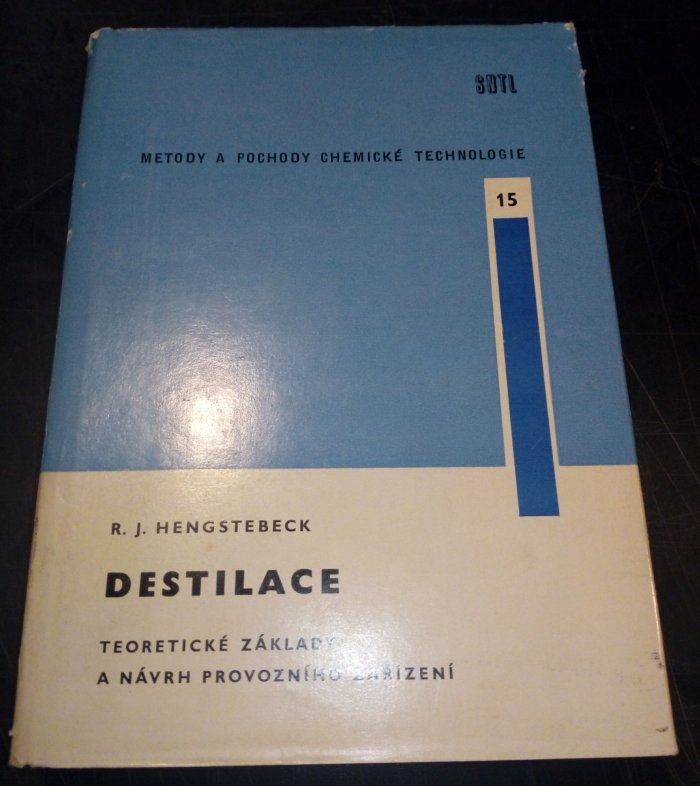 SNTL
METODY A POCHODY CHEMICKÉ TECHNOLOGIE
15
R. J. HENGSTEBECK
DESTILACE
TEORETICKÉ ZÁKLADY
A NÁVRH PROVOZNÍHO ZAŘÍZENÍ